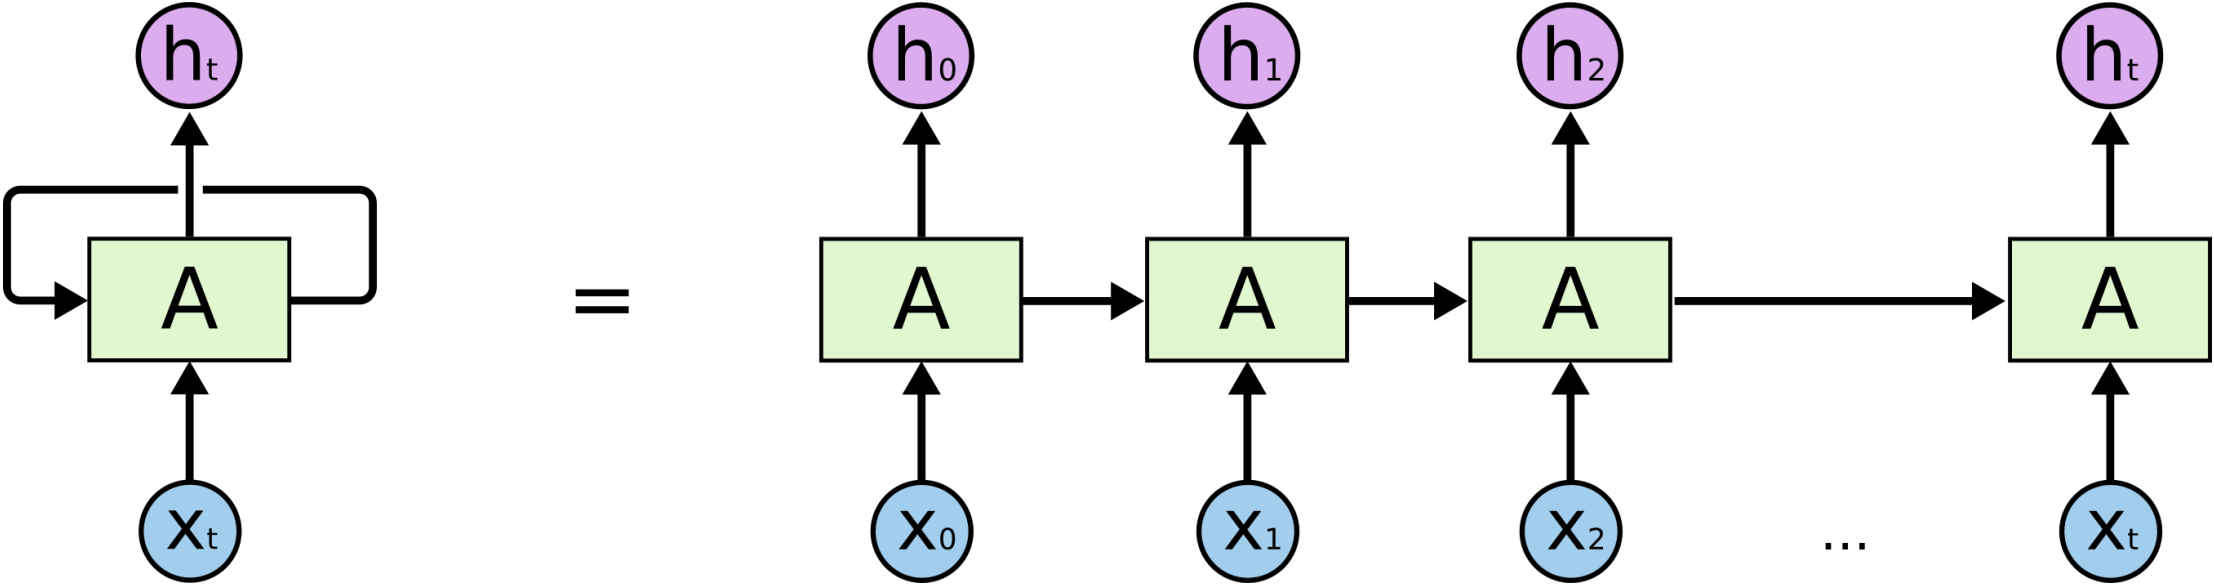 hₜ h₀ h₁ h₂ hₜ
A = A A A A
xₜ x₀ x₁ x₂ ... xₜ